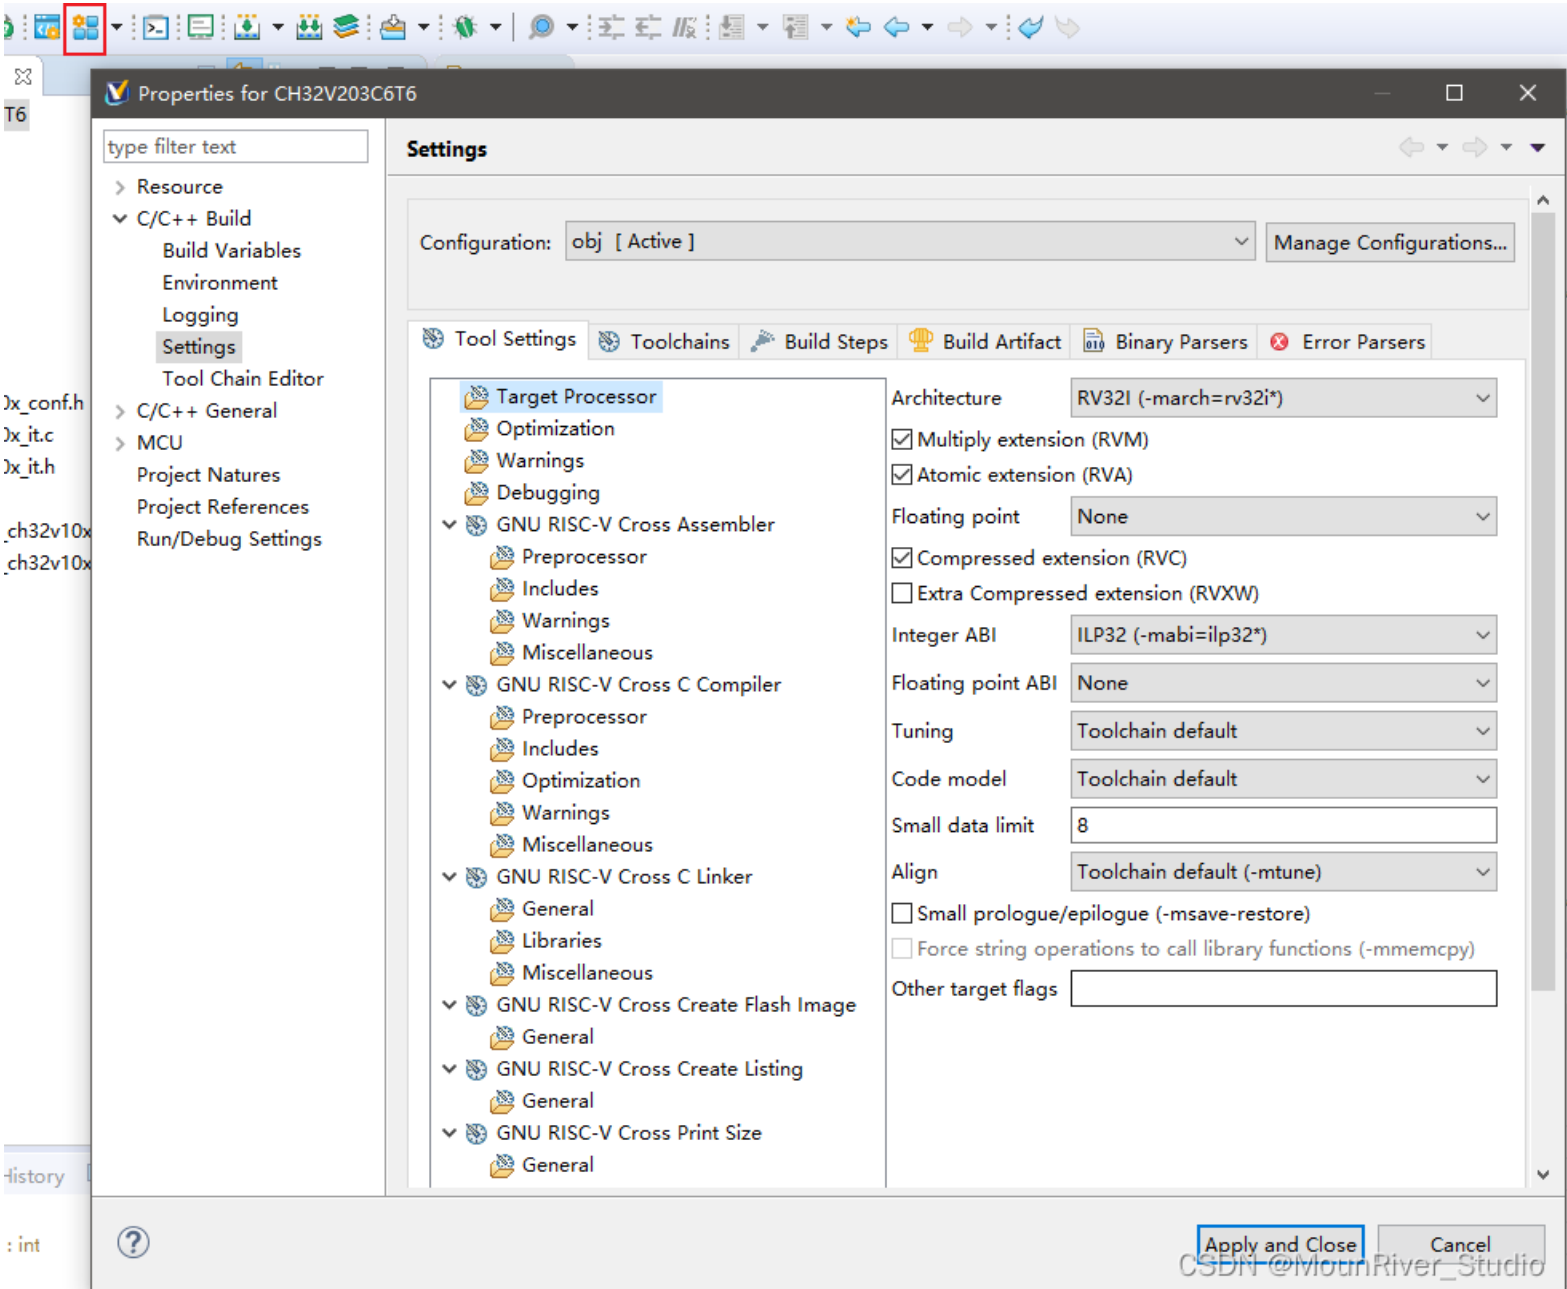 Properties for CH32V203C6T6
T6
type filter text
Settings
Resource
C/C++ Build
Build Variables
Environment
Logging
Settings
Tool Chain Editor
C/C++ General
MCU
Project Natures
Project References
Run/Debug Settings
0x_conf.h
0x_it.c
0x_it.h
_ch32v10x
_ch32v10x
History
: int
Configuration: obj [ Active ] Manage Configurations...
Tool Settings Toolchains Build Steps Build Artifact Binary Parsers Error Parsers
Target Processor
Optimization
Warnings
Debugging
GNU RISC-V Cross Assembler
Preprocessor
Includes
Warnings
Miscellaneous
GNU RISC-V Cross C Compiler
Preprocessor
Includes
Optimization
Warnings
Miscellaneous
GNU RISC-V Cross C Linker
General
Libraries
Miscellaneous
GNU RISC-V Cross Create Flash Image
General
GNU RISC-V Cross Create Listing
General
GNU RISC-V Cross Print Size
General
Architecture RV32I (-march=rv32i*)
Multiply extension (RVM)
Atomic extension (RVA)
Floating point None
Compressed extension (RVC)
Extra Compressed extension (RVXW)
Integer ABI ILP32 (-mabi=ilp32*)
Floating point ABI None
Tuning Toolchain default
Code model Toolchain default
Small data limit 8
Align Toolchain default (-mtune)
Small prologue/epilogue (-msave-restore)
Force string operations to call library functions (-mmemcpy)
Other target flags
Apply and Close Cancel
CSDN @MounRiver_Studio